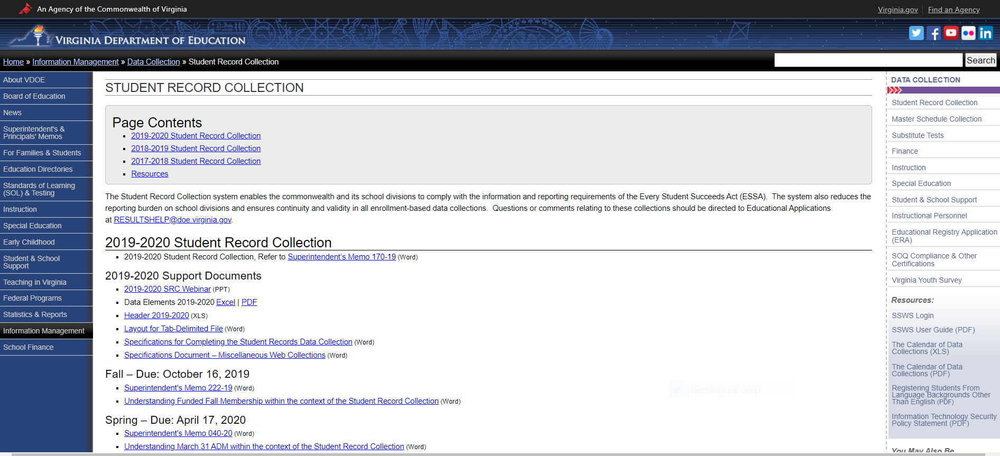 An Agency of the Commonwealth of Virginia
Virginia.gov
Find an Agency
VIRGINIA DEPARTMENT OF EDUCATION
Home » Information Management » Data Collection » Student Record Collection
Search
About VDOE
Board of Education
News
Superintendent's &
Principals' Memos
For Families & Students
Education Directories
Standards of Learning
(SOL) & Testing
Instruction
Special Education
Early Childhood
Student & School
Support
Teaching in Virginia
Federal Programs
Statistics & Reports
Information Management
School Finance
STUDENT RECORD COLLECTION
Page Contents
2019-2020 Student Record Collection
2018-2019 Student Record Collection
2017-2018 Student Record Collection
Resources
The Student Record Collection system enables the commonwealth and its school divisions to comply with the information and reporting requirements of the Every Student Succeeds Act (ESSA). The system also reduces the
reporting burden on school divisions and ensures continuity and validity in all enrollment-based data collections. Questions or comments relating to these collections should be directed to Educational Applications
at RESULTSHELP@doe.virginia.gov.
2019-2020 Student Record Collection
2019-2020 Student Record Collection, Refer to Superintendent's Memo 170-19 (Word)
2019-2020 Support Documents
2019-2020 SRC Webinar (PPT)
Data Elements 2019-2020 Excel | PDF
Header 2019-2020 (XLS)
Layout for Tab-Delimited File (Word)
Specifications for Completing the Student Records Data Collection (Word)
Specifications Document – Miscellaneous Web Collections (Word)
Fall – Due: October 16, 2019
Superintendent's Memo 222-19 (Word)
Understanding Funded Fall Membership within the context of the Student Record Collection (Word)
Spring – Due: April 17, 2020
Superintendent's Memo 040-20 (Word)
Understanding March 31 ADM within the context of the Student Record Collection (Word)
Rectangular Snip
DATA COLLECTION
Student Record Collection
Master Schedule Collection
Substitute Tests
Finance
Instruction
Special Education
Student & School Support
Instructional Personnel
Educational Registry Application
(ERA)
SOQ Compliance & Other
Certifications
Virginia Youth Survey
Resources:
SSWS Login
SSWS User Guide (PDF)
The Calendar of Data
Collections (XLS)
The Calendar of Data
Collections (PDF)
Registering Students From
Language Backgrounds Other
Than English (PDF)
Information Technology Security
Policy Statement (PDF)
You May Also Be